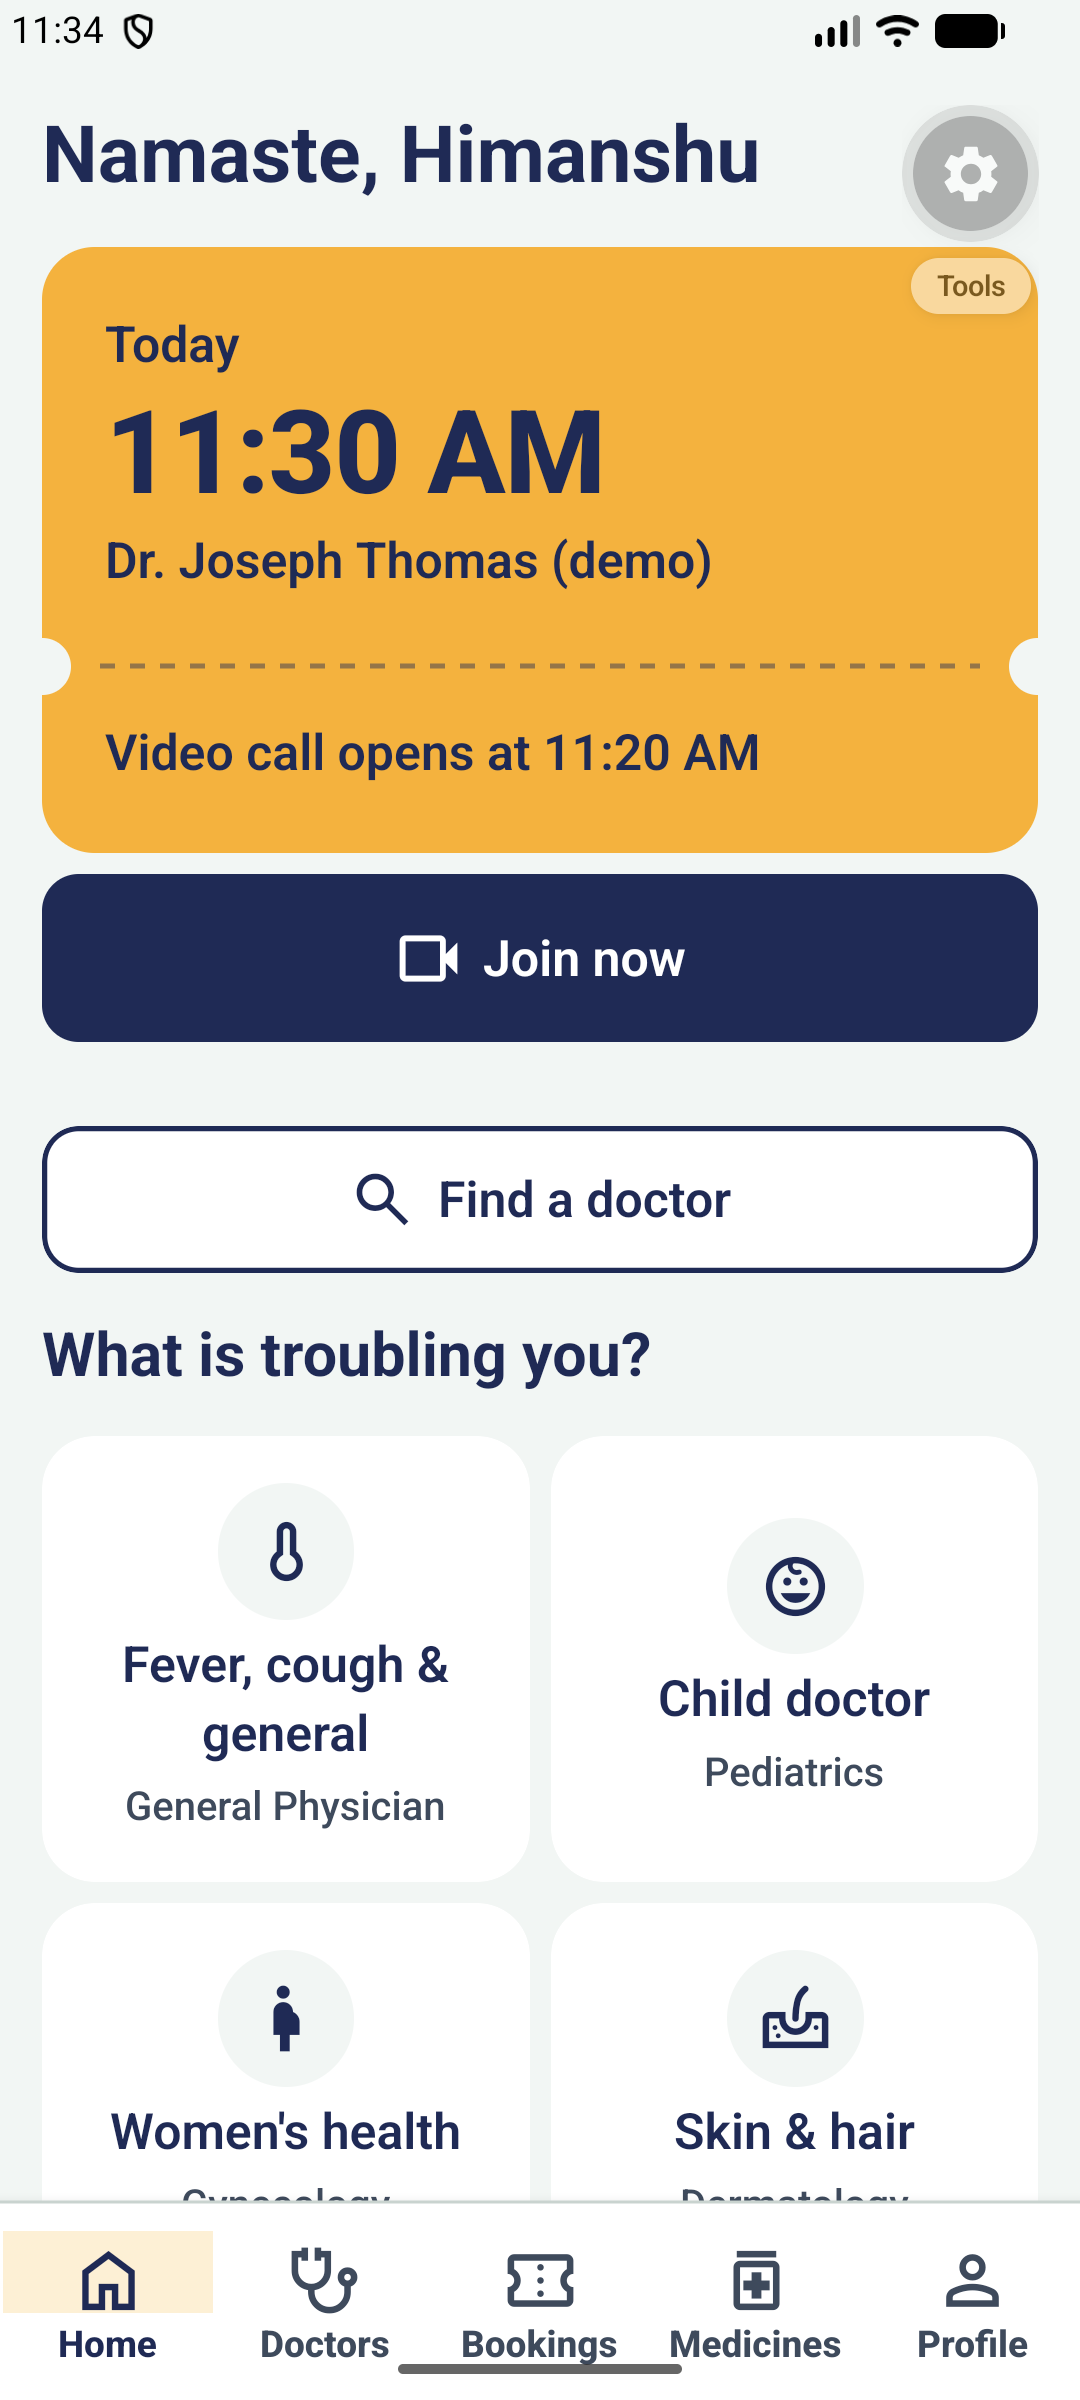 11:34
Namaste, Himanshu
Tools
Today
11:30 AM
Dr. Joseph Thomas (demo)
Video call opens at 11:20 AM
Join now
Find a doctor
What is troubling you?
Fever, cough &
general
General Physician
Child doctor
Pediatrics
Women's health
Gynecology
Skin & hair
Dermatology
Home
Doctors
Bookings
Medicines
Profile